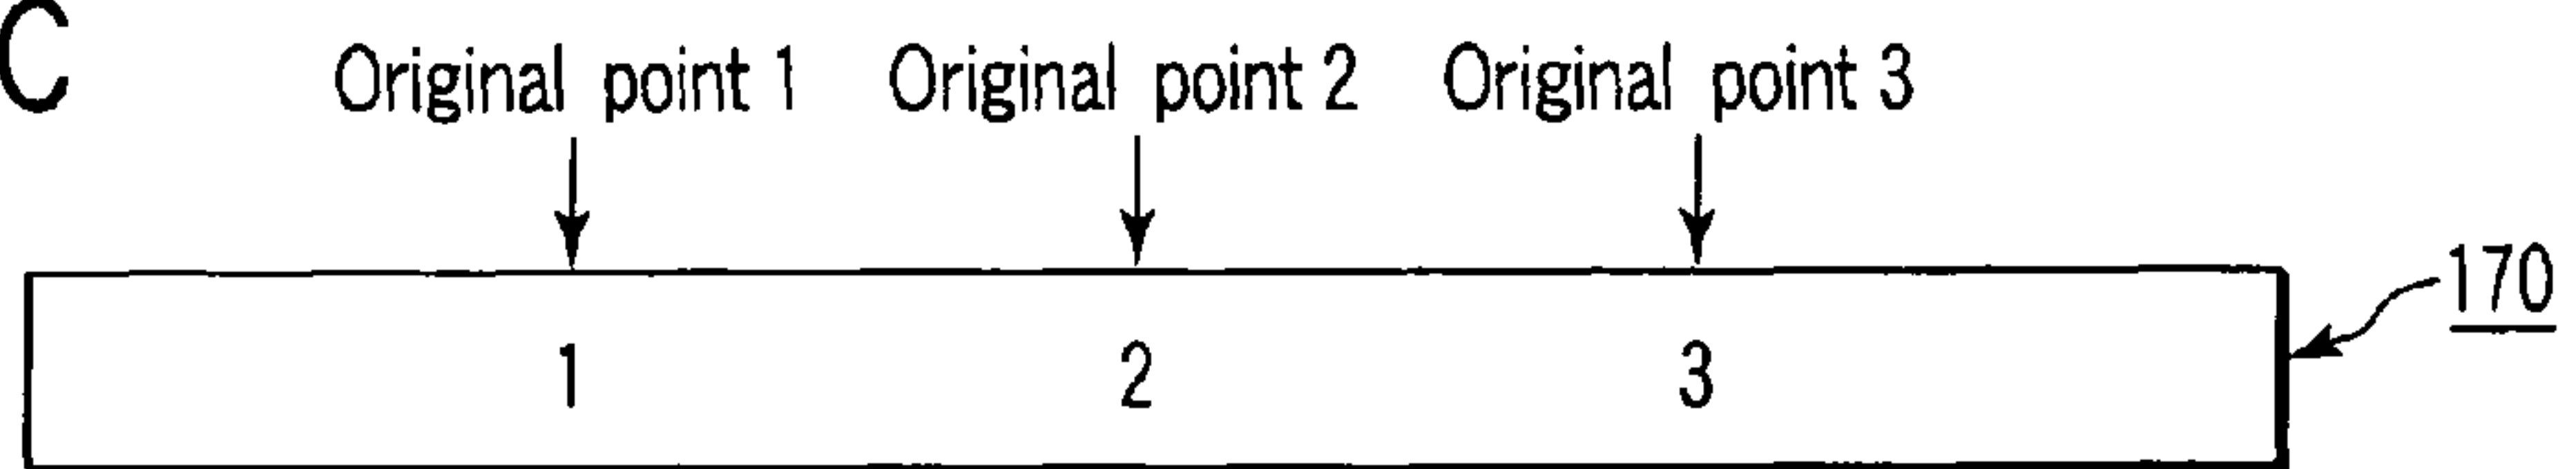 C
Original point 1 Original point 2 Original point 3
170
1 2 3